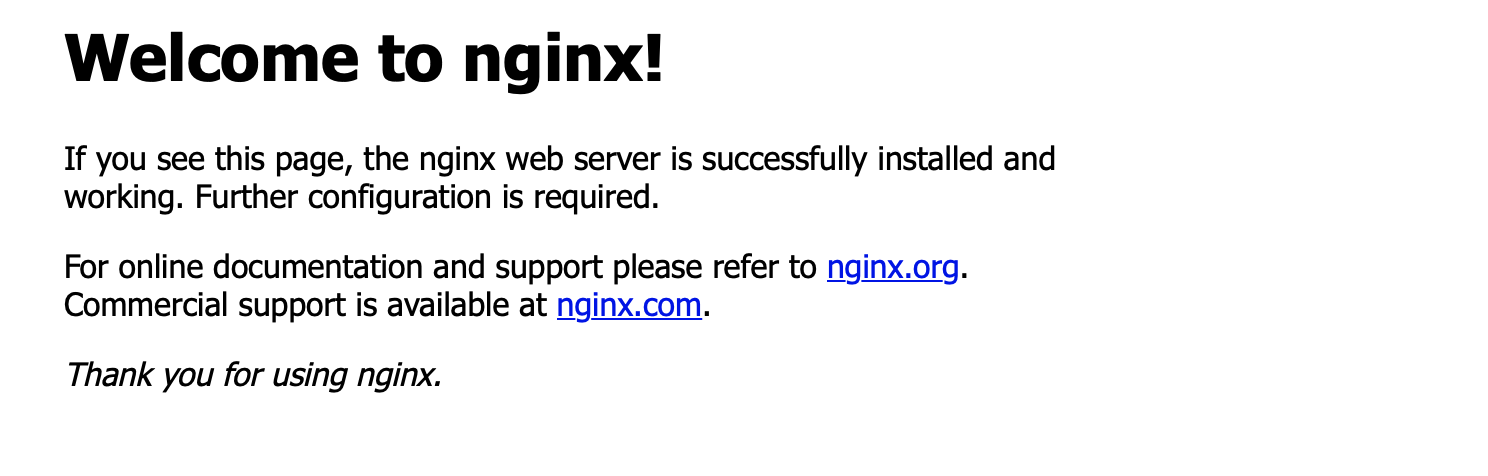 Welcome to nginx!
If you see this page, the nginx web server is successfully installed and
working. Further configuration is required.
For online documentation and support please refer to nginx.org.
Commercial support is available at nginx.com.
Thank you for using nginx.